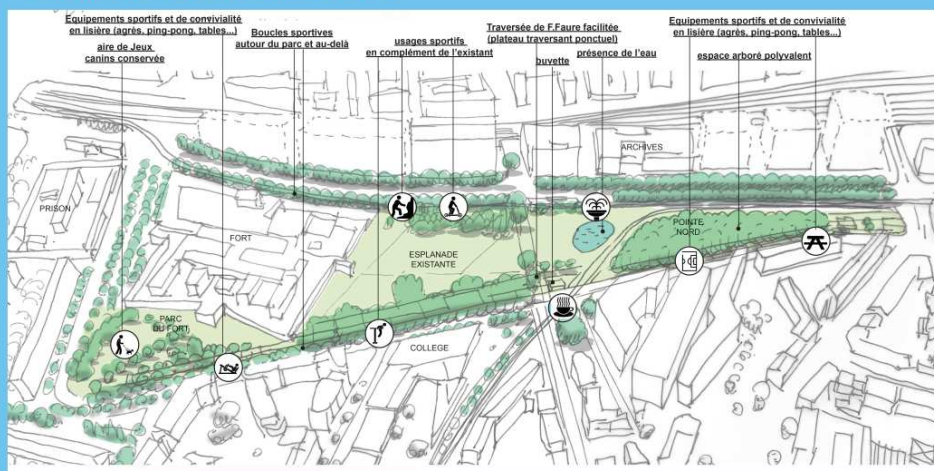 Equipements sportifs et de convivialité
en lisière (agrès, ping-pong, tables...)
aire de Jeux
canins conservée
Boucles sportives
autour du parc et au-delà
usages sportifs
en complément de l'existant
Traversée de F.Faure facilitée
(plateau traversant ponctuel)
buvette
présence de l'eau
Equipements sportifs et de convivialité
en lisière (agrès, ping-pong, tables...)
espace arboré polyvalent
ARCHIVES
PRISON
FORT
ESPLANADE
EXISTANTE
POINTE
NORD
PARC
DU FORT
COLLEGE